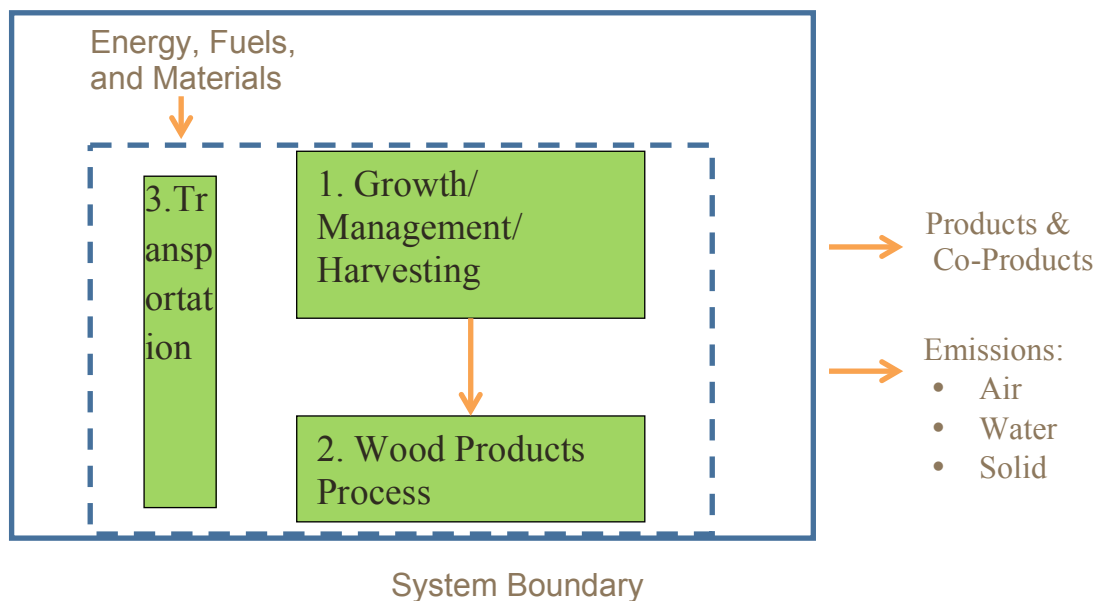 Energy, Fuels,
and Materials
3.Tr
ansp
ortat
ion
1. Growth/
Management/
Harvesting
2. Wood Products
Process
Products &
Co-Products
Emissions:
• Air
• Water
• Solid
System Boundary